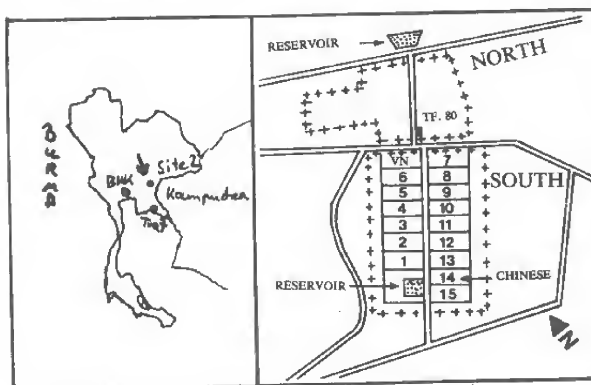 BURMA
Site 2
BKK
Kampuchea
RESERVOIR
NORTH
TF. 80
SOUTH
VN 7
6 8
5 9
4 10
3 11
2 12
1 13
14 CHINESE
RESERVOIR
15
N